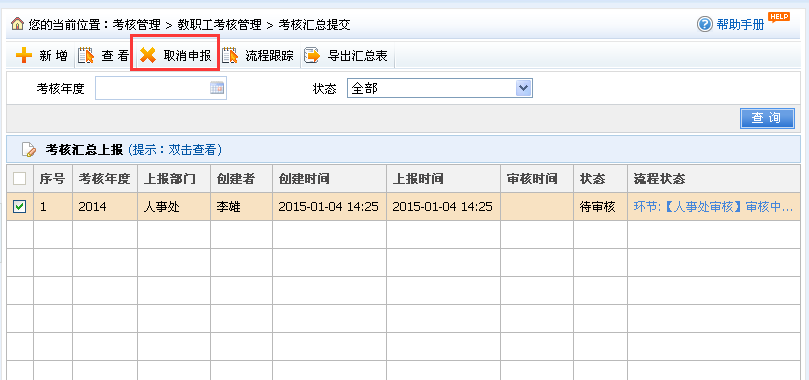 您的当前位置：考核管理 > 教职工考核管理 > 考核汇总提交 帮助手册 HELP
新增 查看 取消申报 流程跟踪 导出汇总表
考核年度 状态 全部
查询
考核汇总上报 (提示：双击查看)
序号 考核年度 上报部门 创建者 创建时间 上报时间 审核时间 状态 流程状态
1 2014 人事处 李雄 2015-01-04 14:25 2015-01-04 14:25 待审核 环节:【人事处审核】审核中...